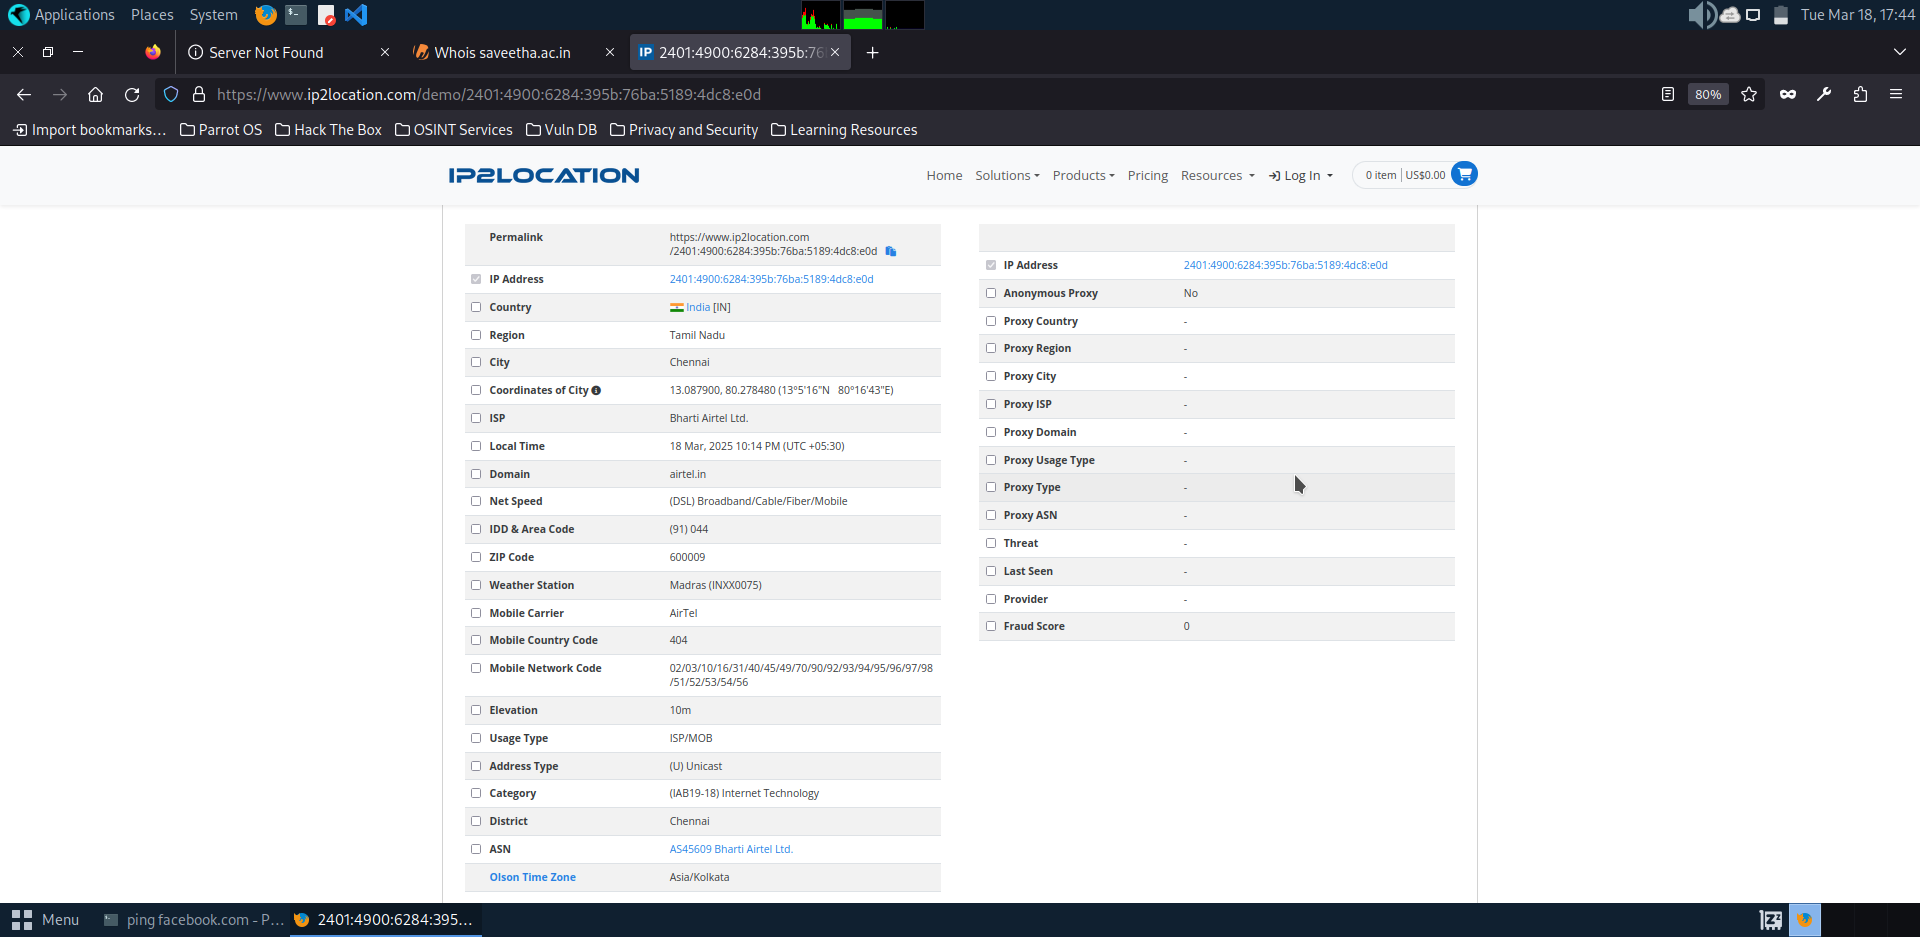 Applications Places System
Tue Mar 18, 17:44
Server Not Found
Whois saveetha.ac.in
IP 2401:4900:6284:395b:76
https://www.ip2location.com/demo/2401:4900:6284:395b:76ba:5189:4dc8:e0d
80%
Import bookmarks... Parrot OS Hack The Box OSINT Services Vuln DB Privacy and Security Learning Resources
IP2LOCATION
Home Solutions Products Pricing Resources Log In 0 item US$0.00
Permalink https://www.ip2location.com
/2401:4900:6284:395b:76ba:5189:4dc8:e0d
IP Address 2401:4900:6284:395b:76ba:5189:4dc8:e0d
Country India [IN]
Region Tamil Nadu
City Chennai
Coordinates of City 13.087900, 80.278480 (13°5'16"N 80°16'43"E)
ISP Bharti Airtel Ltd.
Local Time 18 Mar, 2025 10:14 PM (UTC +05:30)
Domain airtel.in
Net Speed (DSL) Broadband/Cable/Fiber/Mobile
IDD & Area Code (91) 044
ZIP Code 600009
Weather Station Madras (INXX0075)
Mobile Carrier AirTel
Mobile Country Code 404
Mobile Network Code 02/03/10/16/31/40/45/49/70/90/92/93/94/95/96/97/98
/51/52/53/54/56
Elevation 10m
Usage Type ISP/MOB
Address Type (U) Unicast
Category (IAB19-18) Internet Technology
District Chennai
ASN AS45609 Bharti Airtel Ltd.
Olson Time Zone Asia/Kolkata
IP Address 2401:4900:6284:395b:76ba:5189:4dc8:e0d
Anonymous Proxy No
Proxy Country -
Proxy Region -
Proxy City -
Proxy ISP -
Proxy Domain -
Proxy Usage Type -
Proxy Type -
Proxy ASN -
Threat -
Last Seen -
Provider -
Fraud Score 0
Menu
ping facebook.com - P...
2401:4900:6284:395...